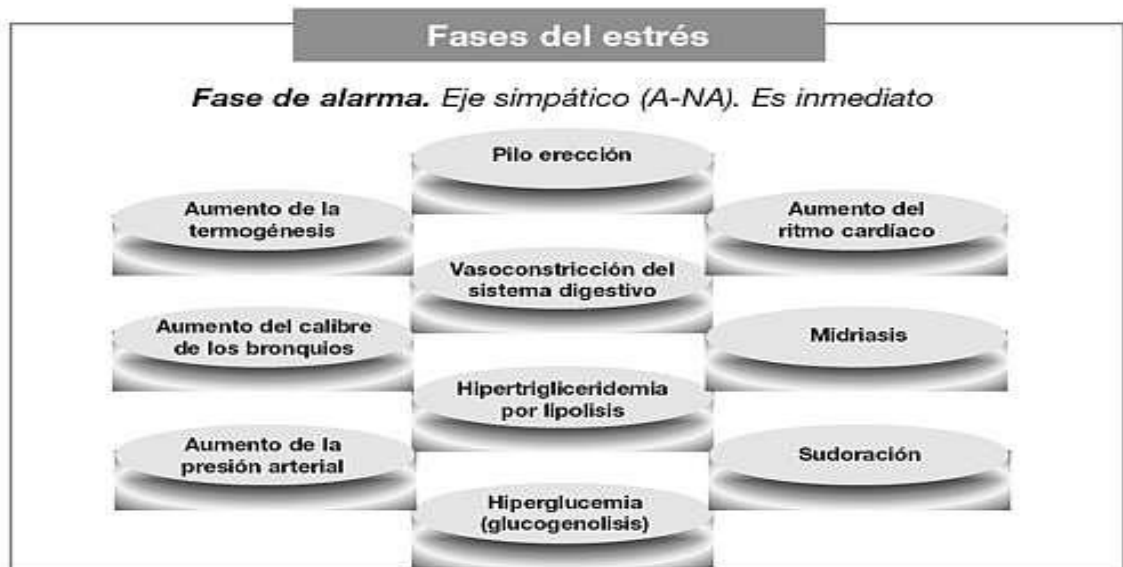 Fases del estrés
Fase de alarma. Eje simpático (A-NA). Es inmediato
Pilo erección
Aumento de la
termogénesis
Aumento del
ritmo cardíaco
Vasoconstricción del
sistema digestivo
Aumento del calibre
de los bronquios
Midriasis
Hipertrigliceridemia
por lipolisis
Aumento de la
presión arterial
Sudoración
Hiperglucemia
(glucogenolisis)